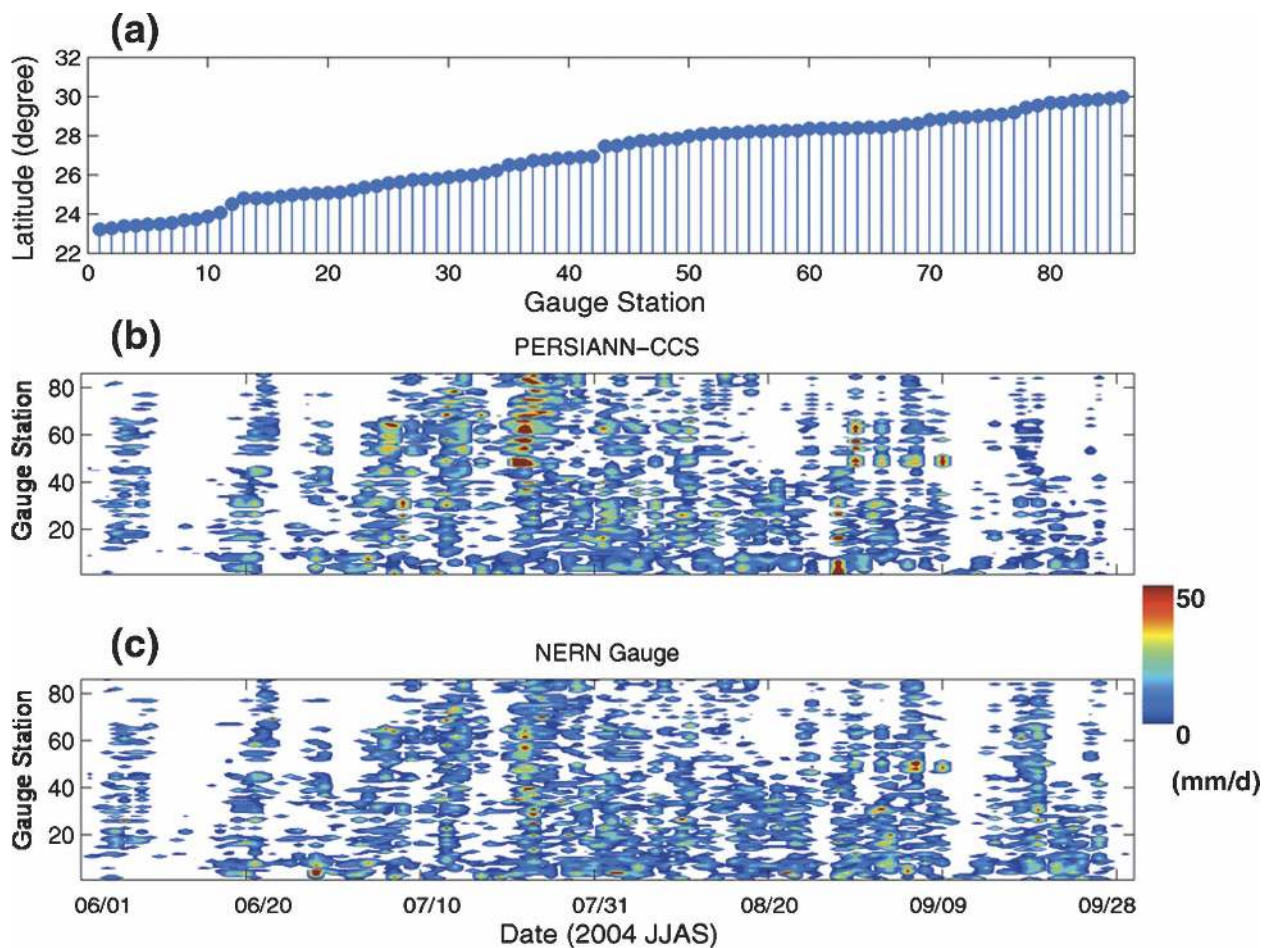 (a)
Latitude (degree)
32
30
28
26
24
22
0 10 20 30 40 50 60 70 80
Gauge Station
(b)
PERSIANN-CCS
Gauge Station
80
60
40
20
(c)
NERN Gauge
Gauge Station
80
60
40
20
50
0
(mm/d)
06/01 06/20 07/10 07/31 08/20 09/09 09/28
Date (2004 JJAS)